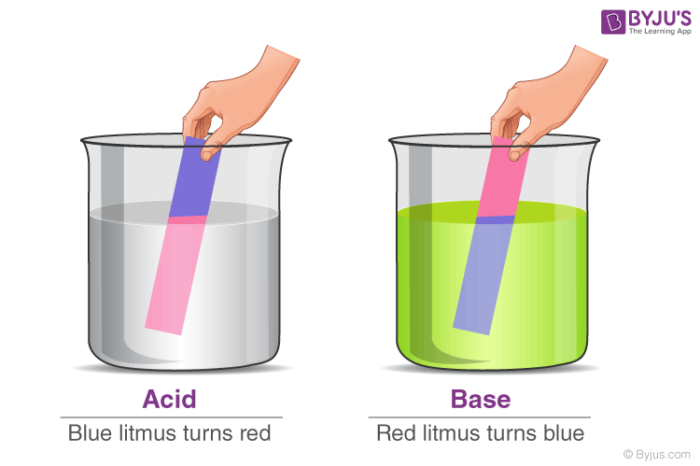 BYJU'S
The Learning App
Acid
Blue litmus turns red
Base
Red litmus turns blue
© Byjus.com